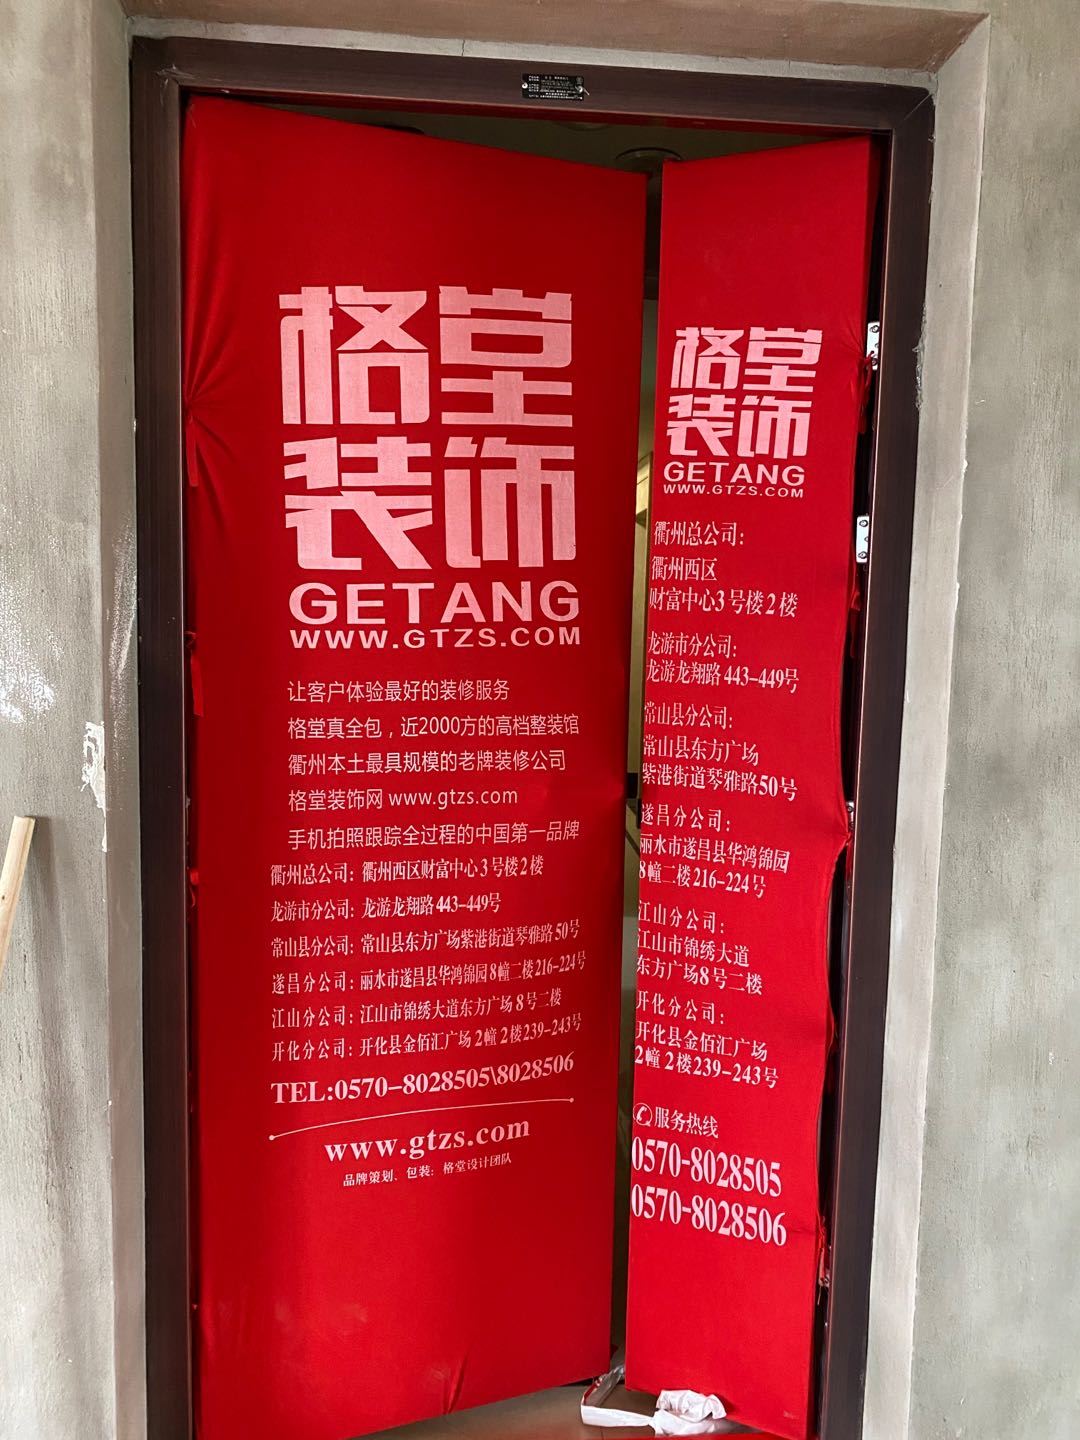 格堂
装饰
GETANG
WWW.GTZS.COM
让客户体验最好的装修服务
格堂真全包，近2000方的高档整装馆
衢州本土最具规模的老牌装修公司
格堂装饰网 www.gtzs.com
手机拍照跟踪全过程的中国第一品牌
衢州总公司：衢州西区财富中心3号楼2楼
龙游市分公司：龙游龙翔路443-449号
常山县分公司：常山县东方广场紫港街道琴雅路50号
遂昌分公司：丽水市遂昌县华鸿锦园8幢二楼216-224号
江山分公司：江山市锦绣大道东方广场8号二楼
开化分公司：开化县金佰汇广场2幢2楼239-243号
TEL:0570-8028505\8028506
www.gtzs.com
品牌策划、包装：格堂设计团队
格堂
装饰
GETANG
WWW.GTZS.COM
衢州总公司：
衢州西区
财富中心3号楼2楼
龙游市分公司：
龙游龙翔路443-449号
常山县分公司：
常山县东方广场
紫港街道琴雅路50号
遂昌分公司：
丽水市遂昌县华鸿锦园
8幢二楼216-224号
江山分公司：
江山市锦绣大道
东方广场8号二楼
开化分公司：
开化县金佰汇广场
2幢2楼239-243号
服务热线
0570-8028505
0570-8028506